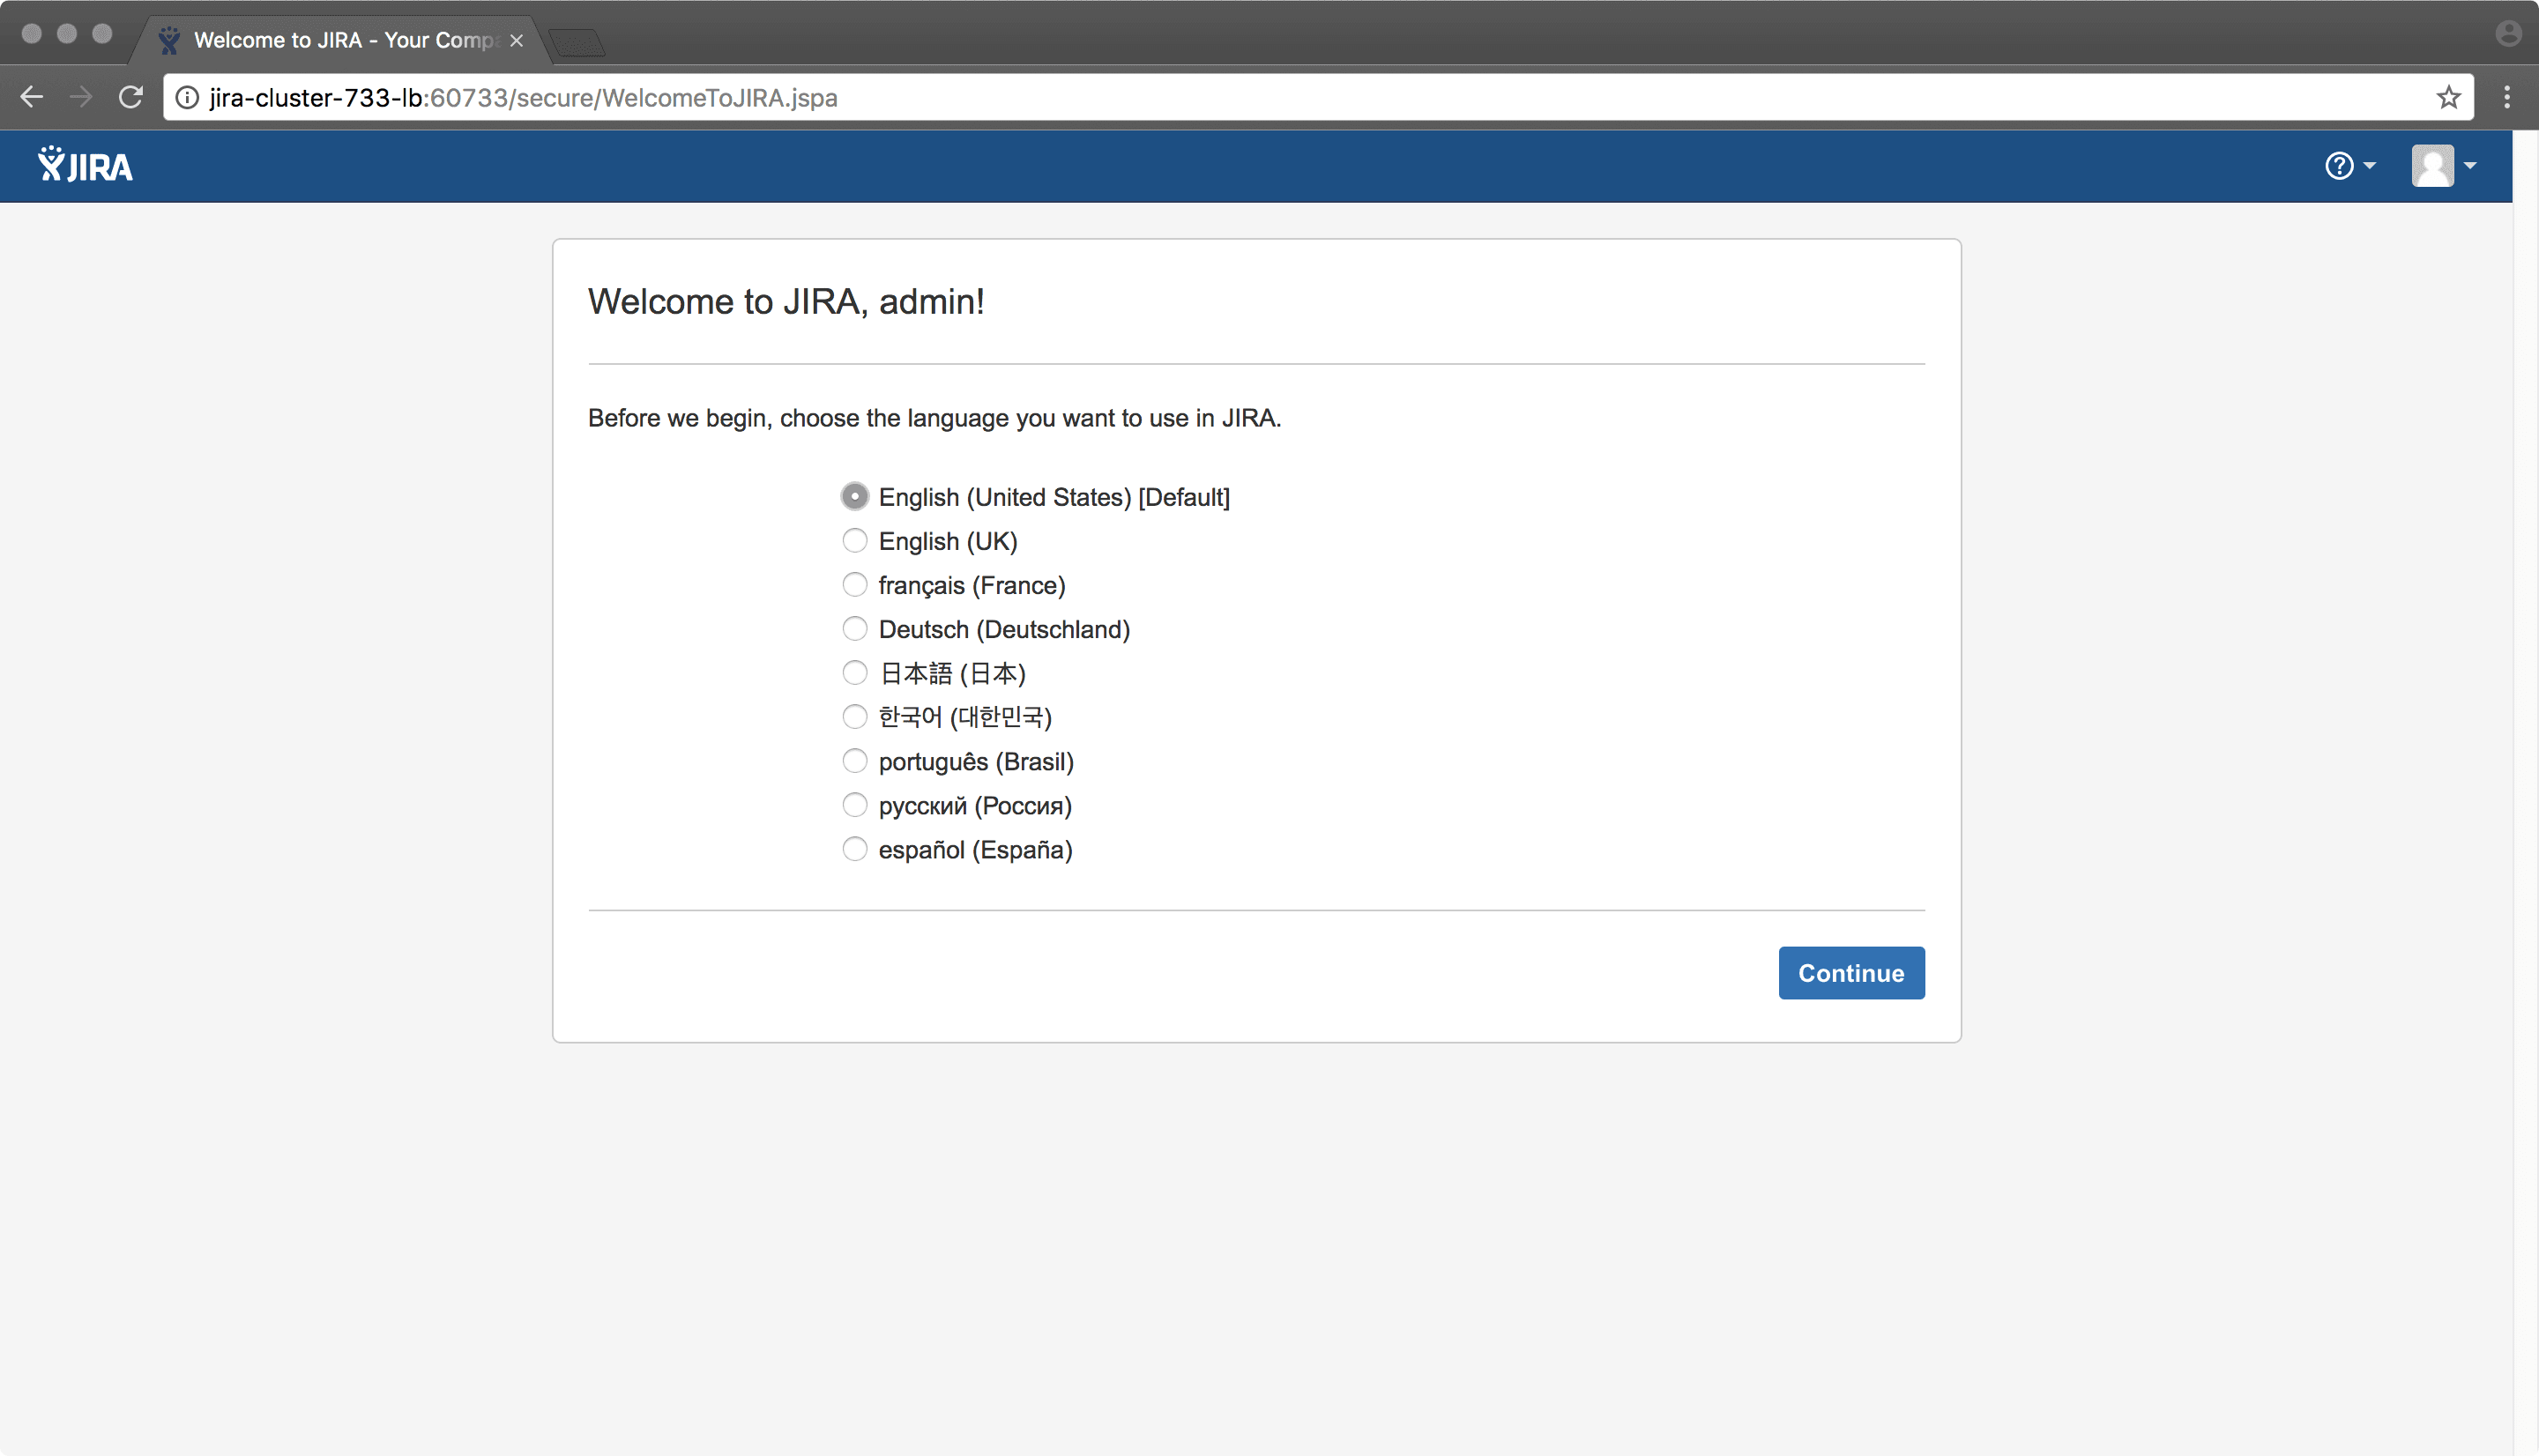 Welcome to JIRA - Your Comp
jira-cluster-733-lb:60733/secure/WelcomeToJIRA.jspa
JIRA
Welcome to JIRA, admin!
Before we begin, choose the language you want to use in JIRA.
English (United States) [Default]
English (UK)
français (France)
Deutsch (Deutschland)
日本語 (日本)
한국어 (대한민국)
português (Brasil)
русский (Россия)
español (España)
Continue